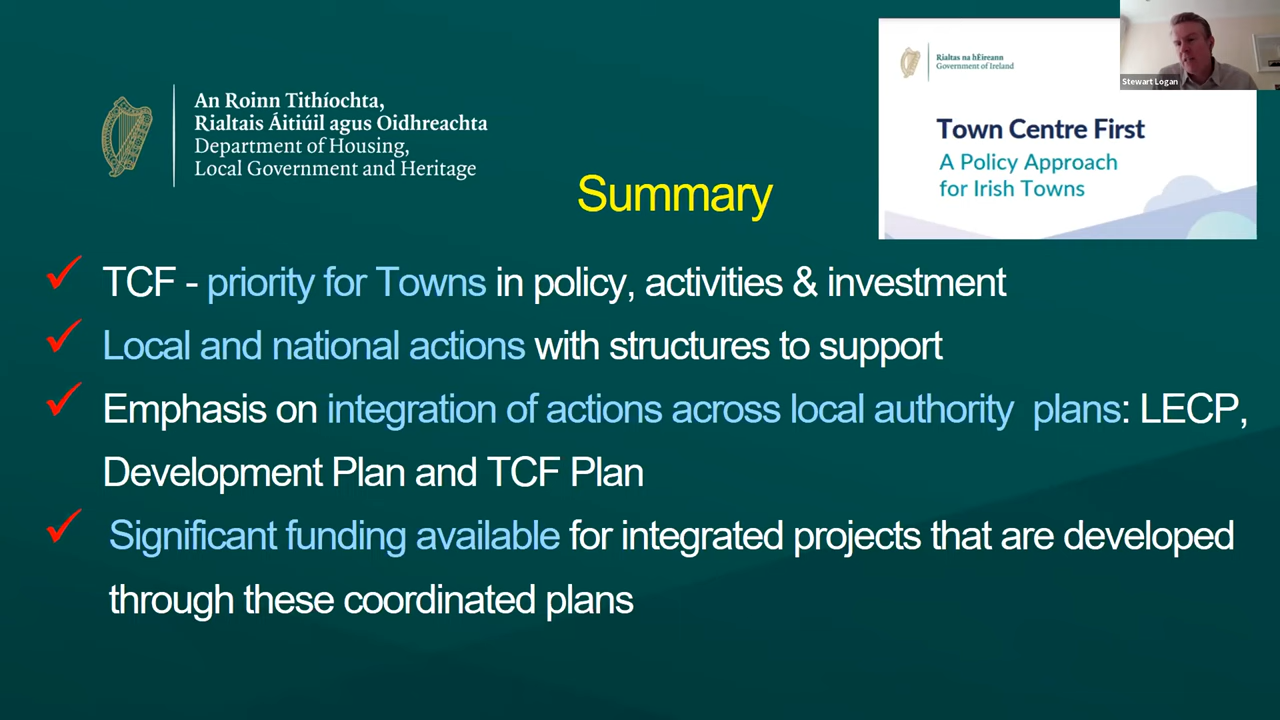 An Roinn Tithíochta,
Rialtais Áitiúil agus Oidhreachta
Department of Housing,
Local Government and Heritage
Rialtas na hÉireann
Government of Ireland
Stewart Logan
Town Centre First
A Policy Approach
for Irish Towns
Summary
TCF - priority for Towns in policy, activities & investment
Local and national actions with structures to support
Emphasis on integration of actions across local authority plans: LECP,
Development Plan and TCF Plan
Significant funding available for integrated projects that are developed
through these coordinated plans